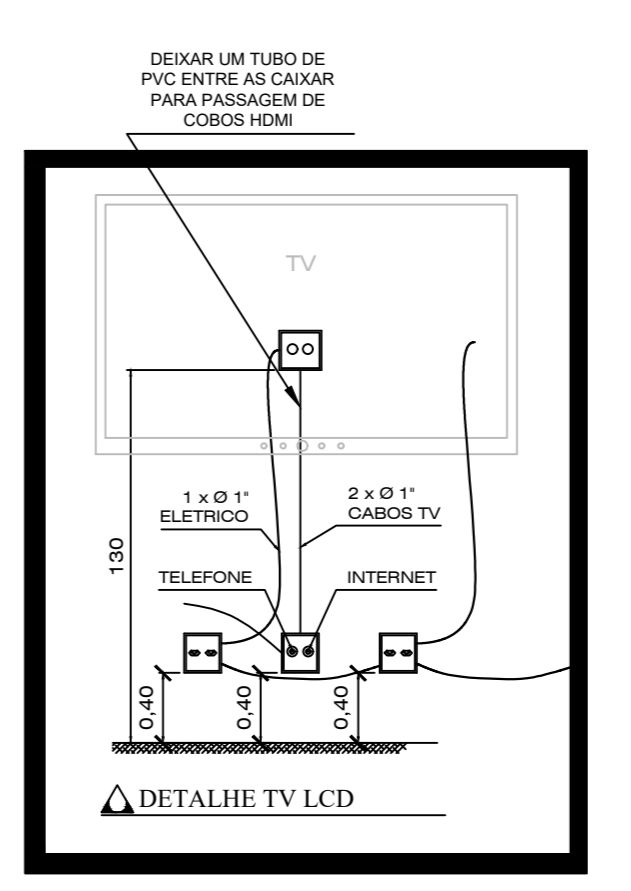 DEIXAR UM TUBO DE
PVC ENTRE AS CAIXAR
PARA PASSAGEM DE
COBOS HDMI
TV
1 x Ø 1"
ELETRICO
2 x Ø 1"
CABOS TV
130
TELEFONE
INTERNET
0,40
0,40
0,40
DETALHE TV LCD